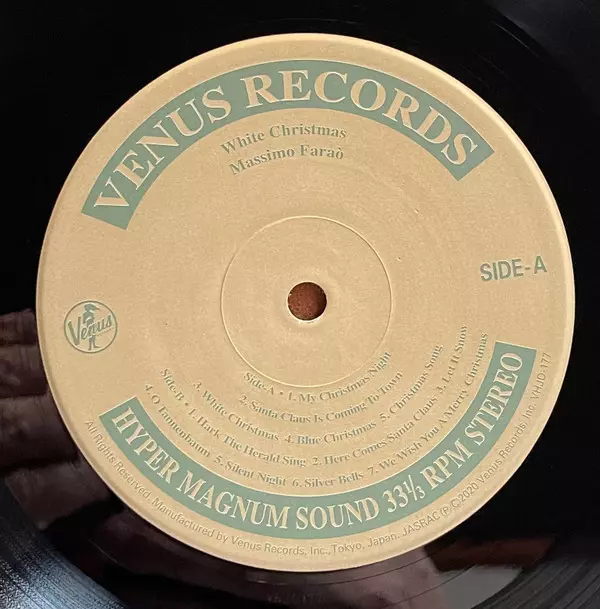 VENUS RECORDS
White Christmas
Massimo Faraò
SIDE-A
Venus
Side-A • 1. My Christmas Night
2. Santa Claus Is Coming To Town
3. White Christmas 4. Blue Christmas 5. Christmas Song
Side-B • 1. Hark The Herald Sing 2. Here Comes Santa Claus 3. Let It Snow
4. O Tannenbaum 5. Silent Night 6. Silver Bells 7. We Wish You A Merry Christmas
HYPER MAGNUM SOUND 33⅓ RPM STEREO
All Rights Reserved. Manufactured by Venus Records, Inc., Tokyo, Japan. JASRAC (P.C)2020 Venus Records, Inc. VHJD-177